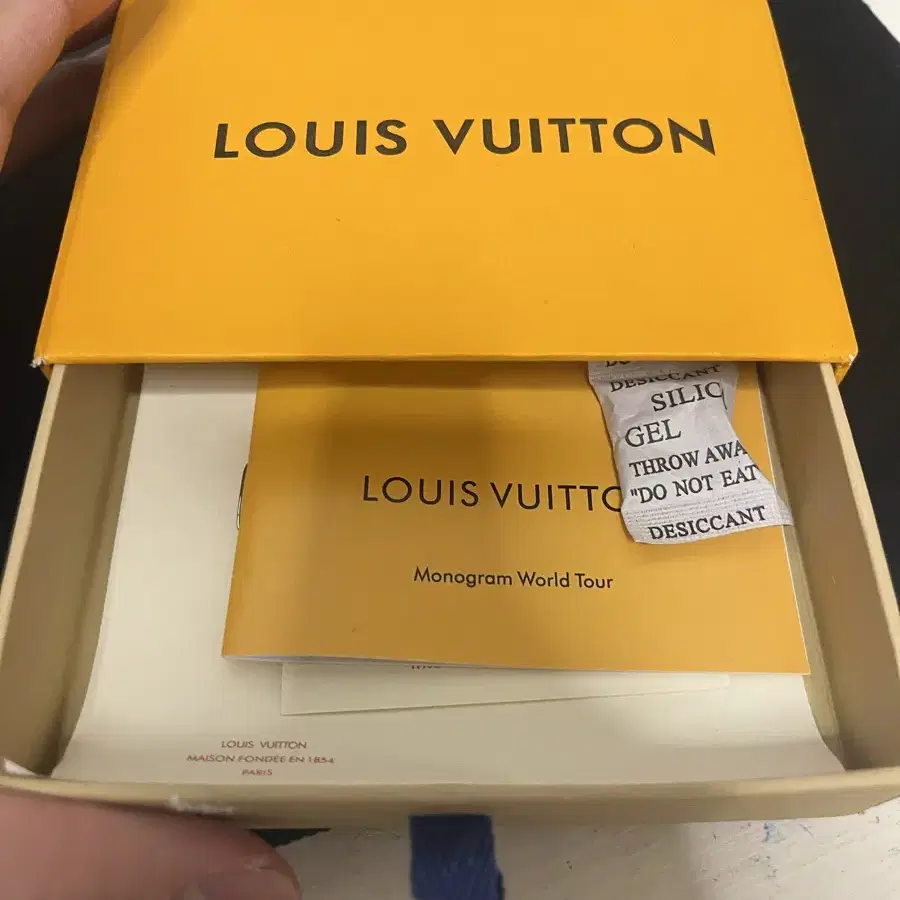 LOUIS VUITTON
DESICCANT
SILIC
GEL
THROW AWA
"DO NOT EAT
DESICCANT
LOUIS VUITTO
Monogram World Tour
LOUIS VUITTON
MAISON FONDÉE EN 1854
PARIS